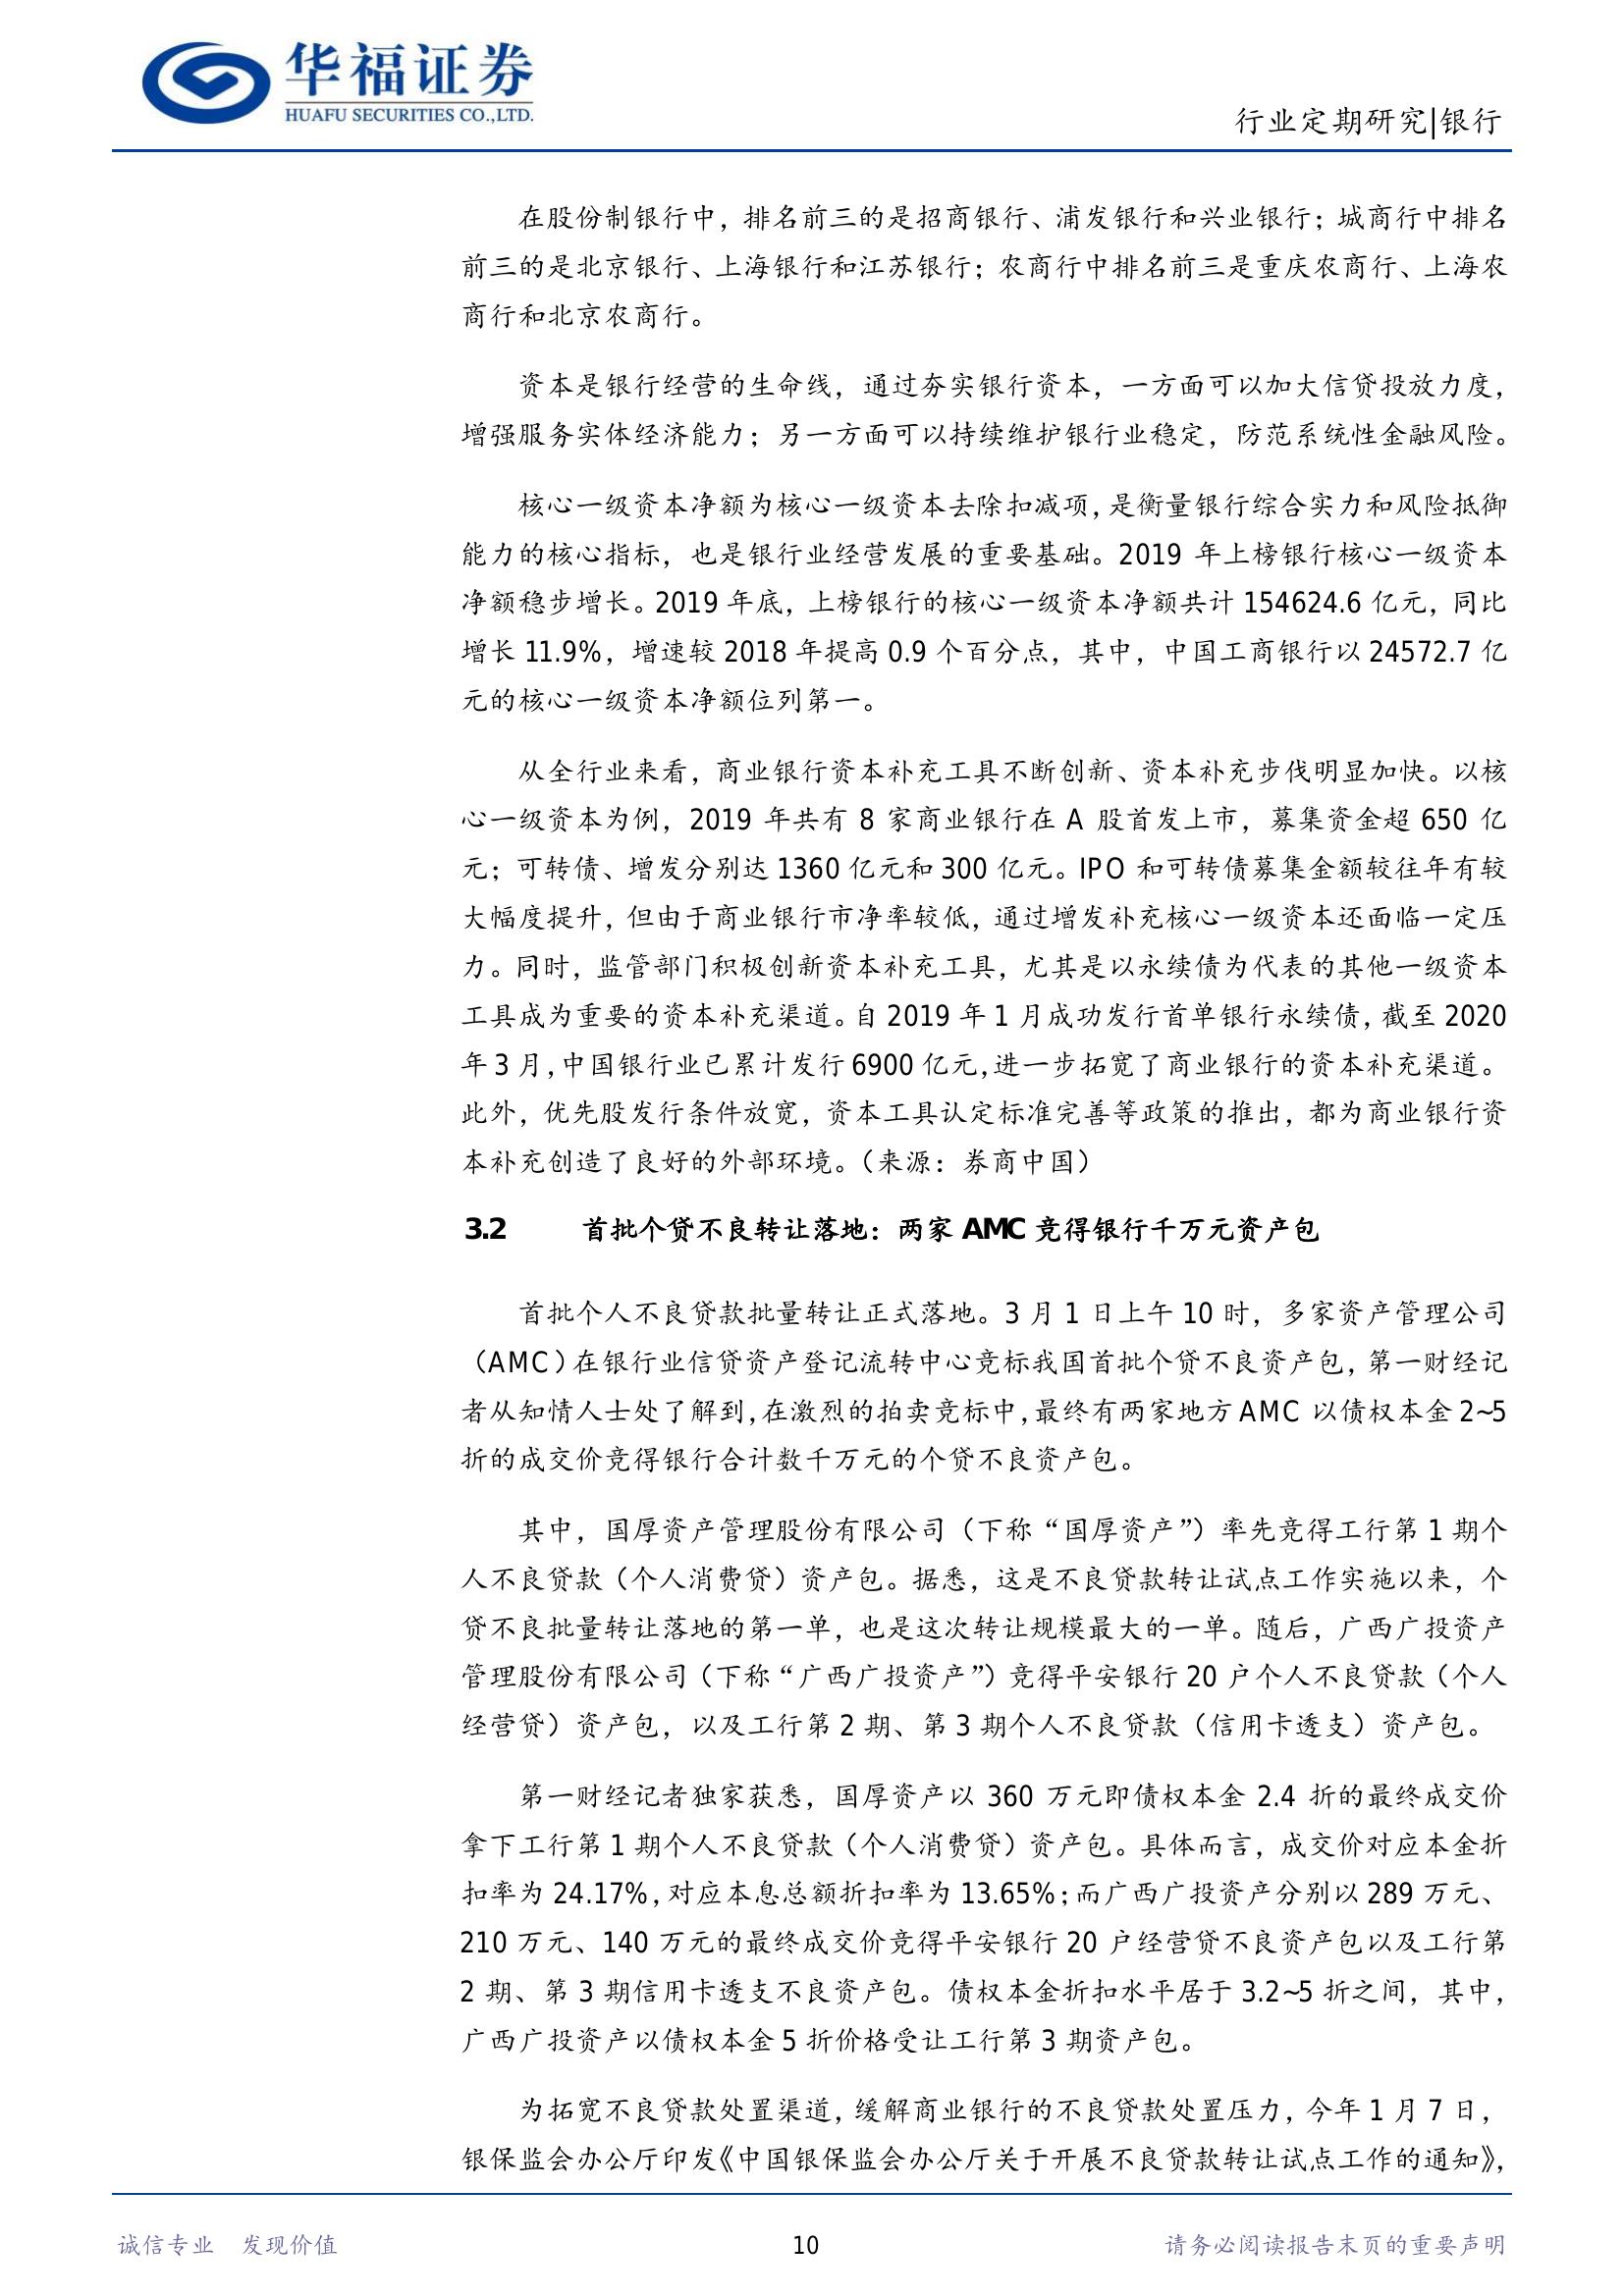 华福证券
HUAFU SECURITIES CO.,LTD.
行业定期研究|银行
在股份制银行中，排名前三的是招商银行、浦发银行和兴业银行；城商行中排名
前三的是北京银行、上海银行和江苏银行；农商行中排名前三是重庆农商行、上海农
商行和北京农商行。
资本是银行经营的生命线，通过夯实银行资本，一方面可以加大信贷投放力度，
增强服务实体经济能力；另一方面可以持续维护银行业稳定，防范系统性金融风险。
核心一级资本净额为核心一级资本去除扣减项，是衡量银行综合实力和风险抵御
能力的核心指标，也是银行业经营发展的重要基础。2019 年上榜银行核心一级资本
净额稳步增长。2019 年底，上榜银行的核心一级资本净额共计 154624.6 亿元，同比
增长 11.9%，增速较 2018 年提高 0.9 个百分点，其中，中国工商银行以 24572.7 亿
元的核心一级资本净额位列第一。
从全行业来看，商业银行资本补充工具不断创新、资本补充步伐明显加快。以核
心一级资本为例，2019 年共有 8 家商业银行在 A 股首发上市，募集资金超 650 亿
元；可转债、增发分别达 1360 亿元和 300 亿元。IPO 和可转债募集金额较往年有较
大幅度提升，但由于商业银行市净率较低，通过增发补充核心一级资本还面临一定压
力。同时，监管部门积极创新资本补充工具，尤其是以永续债为代表的其他一级资本
工具成为重要的资本补充渠道。自 2019 年 1 月成功发行首单银行永续债，截至 2020
年 3 月，中国银行业已累计发行 6900 亿元，进一步拓宽了商业银行的资本补充渠道。
此外，优先股发行条件放宽，资本工具认定标准完善等政策的推出，都为商业银行资
本补充创造了良好的外部环境。（来源：券商中国）
3.2 首批个贷不良转让落地：两家 AMC 竞得银行千万元资产包
首批个人不良贷款批量转让正式落地。3 月 1 日上午 10 时，多家资产管理公司
（AMC）在银行业信贷资产登记流转中心竞标我国首批个贷不良资产包，第一财经记
者从知情人士处了解到，在激烈的拍卖竞标中，最终有两家地方 AMC 以债权本金 2~5
折的成交价竞得银行合计数千万元的个贷不良资产包。
其中，国厚资产管理股份有限公司（下称“国厚资产”）率先竞得工行第 1 期个
人不良贷款（个人消费贷）资产包。据悉，这是不良贷款转让试点工作实施以来，个
贷不良批量转让落地的第一单，也是这次转让规模最大的一单。随后，广西广投资产
管理股份有限公司（下称“广西广投资产”）竞得平安银行 20 户个人不良贷款（个人
经营贷）资产包，以及工行第 2 期、第 3 期个人不良贷款（信用卡透支）资产包。
第一财经记者独家获悉，国厚资产以 360 万元即债权本金 2.4 折的最终成交价
拿下工行第 1 期个人不良贷款（个人消费贷）资产包。具体而言，成交价对应本金折
扣率为 24.17%，对应本息总额折扣率为 13.65%；而广西广投资产分别以 289 万元、
210 万元、140 万元的最终成交价竞得平安银行 20 户经营贷不良资产包以及工行第
2 期、第 3 期信用卡透支不良资产包。债权本金折扣水平居于 3.2~5 折之间，其中，
广西广投资产以债权本金 5 折价格受让工行第 3 期资产包。
为拓宽不良贷款处置渠道，缓解商业银行的不良贷款处置压力，今年 1 月 7 日，
银保监会办公厅印发《中国银保监会办公厅关于开展不良贷款转让试点工作的通知》，
诚信专业 发现价值
10
请务必阅读报告末页的重要声明